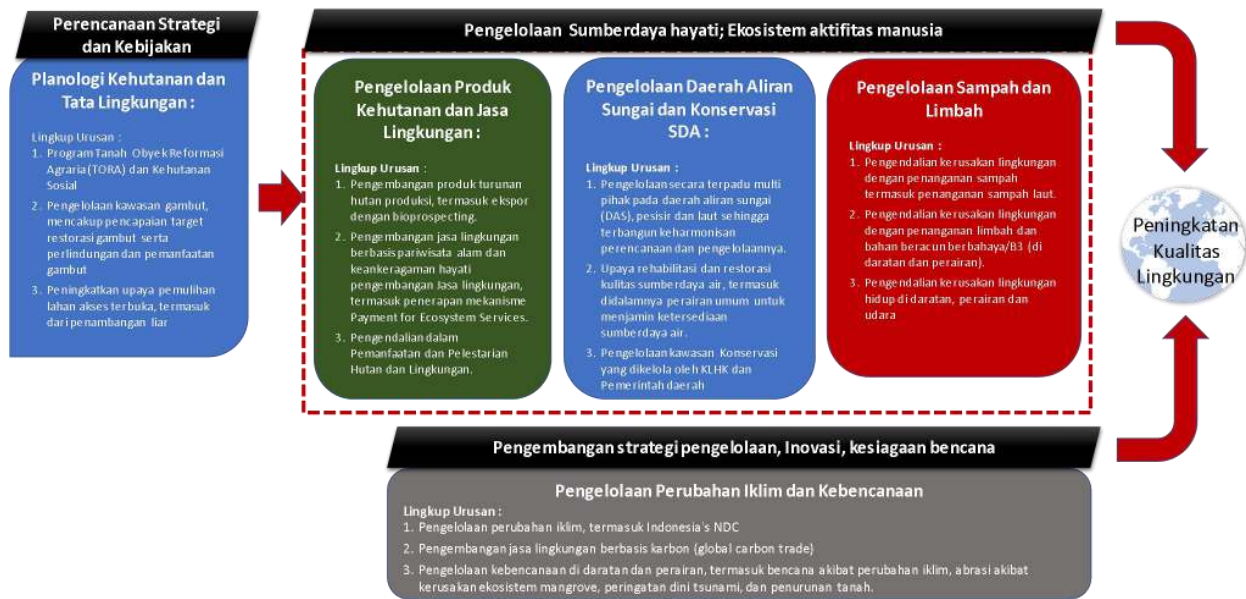 Perencanaan Strategi
dan Kebijakan
Planologi Kehutanan dan
Tata Lingkungan :
Lingkup Urusan :
1. Program Tanah Obyek Reformasi
Agraria (TORA) dan Kehutanan
Sosial
2. Pengelolaan kawasan gambut,
mencakup pencapaian target
restorasi gambut serta
perlindungan dan pemanfaatan
gambut
3. Peningkatkan upaya pemulihan
lahan akses terbuka, termasuk
dari penambangan liar
Pengelolaan Sumberdaya hayati; Ekosistem aktifitas manusia
Pengelolaan Produk
Kehutanan dan Jasa
Lingkungan :
Lingkup Urusan :
1. Pengembangan produk turunan
hutan produksi, termasuk ekspor
dengan bioprospecting.
2. Pengembangan jasa lingkungan
berbasis pariwisata alam dan
keankeragaman hayati
pengembangan Jasa lingkungan,
termasuk penerapan mekanisme
Payment for Ecosystem Services.
3. Pengendalian dalam
Pemanfaatan dan Pelestarian
Hutan dan Lingkungan.
Pengelolaan Daerah Aliran
Sungai dan Konservasi
SDA :
Lingkup Urusan :
1. Pengelolaan secara terpadu multi
pihak pada daerah aliran sungai
(DAS), pesisir dan laut sehingga
terbangun keharmonisan
perencanaan dan pengelolaannya.
2. Upaya rehabilitasi dan restorasi
kulitas sumberdaya air, termasuk
didalamnya perairan umum untuk
menjamin ketersediaan
sumberdaya air.
3. Pengelolaan kawasan Konservasi
yang dikelola oleh KLHK dan
Pemerintah daerah
Pengelolaan Sampah dan
Limbah
Lingkup Urusan :
1. Pengendalian kerusakan lingkungan
dengan penanganan sampah
termasuk penanganan sampah laut.
2. Pengendalian kerusakan lingkungan
dengan penanganan limbah dan
bahan beracun berbahaya/B3 (di
daratan dan perairan).
3. Pengendalian kerusakan lingkungan
hidup di daratan, perairan dan
udara
Peningkatan
Kualitas
Lingkungan
Pengembangan strategi pengelolaan, Inovasi, kesiagaan bencana
Pengelolaan Perubahan Iklim dan Kebencanaan
Lingkup Urusan :
1. Pengelolaan perubahan iklim, termasuk Indonesia's NDC
2. Pengembangan jasa lingkungan berbasis karbon (global carbon trade)
3. Pengelolaan kebencanaan di daratan dan perairan, termasuk bencana akibat perubahan iklim, abrasi akibat
kerusakan ekosistem mangrove, peringatan dini tsunami, dan penurunan tanah.